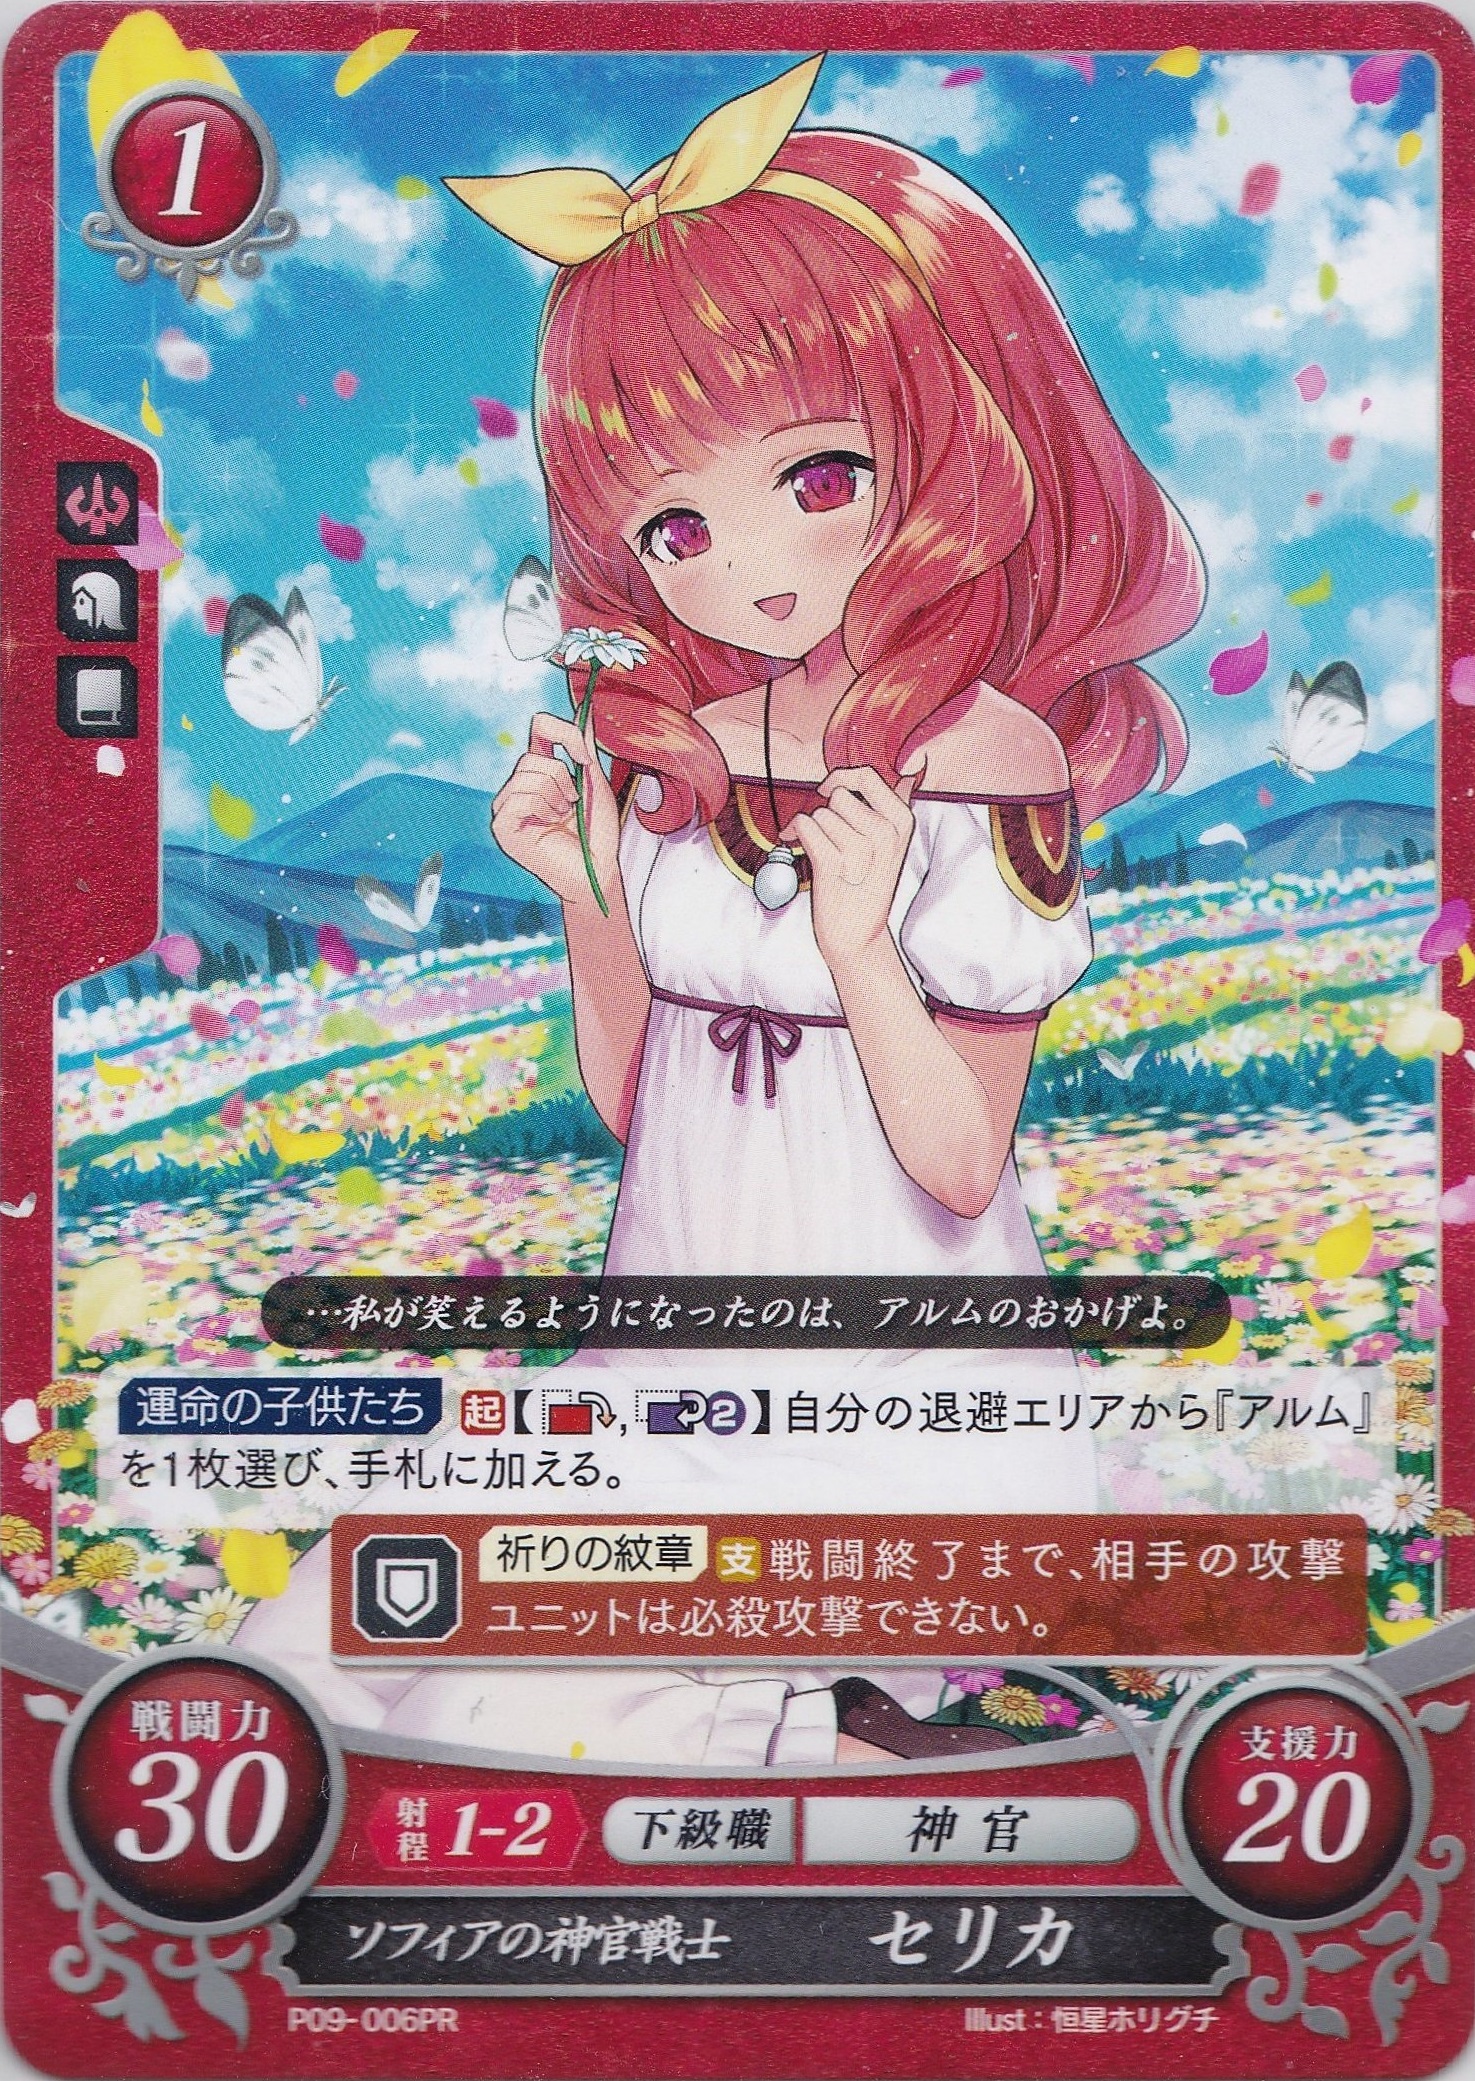 1
…私が笑えるようになったのは、アルムのおかげよ。
運命の子供たち 起【 , 2】自分の退避エリアから『アルム』
を1枚選び、手札に加える。
祈りの紋章 支 戦闘終了まで、相手の攻撃
ユニットは必殺攻撃できない。
戦闘力
30
射程 1-2
下級職
神官
支援力
20
ソフィアの神官戦士 セリカ
P09-006PR
Illust：恒星ホリグチ